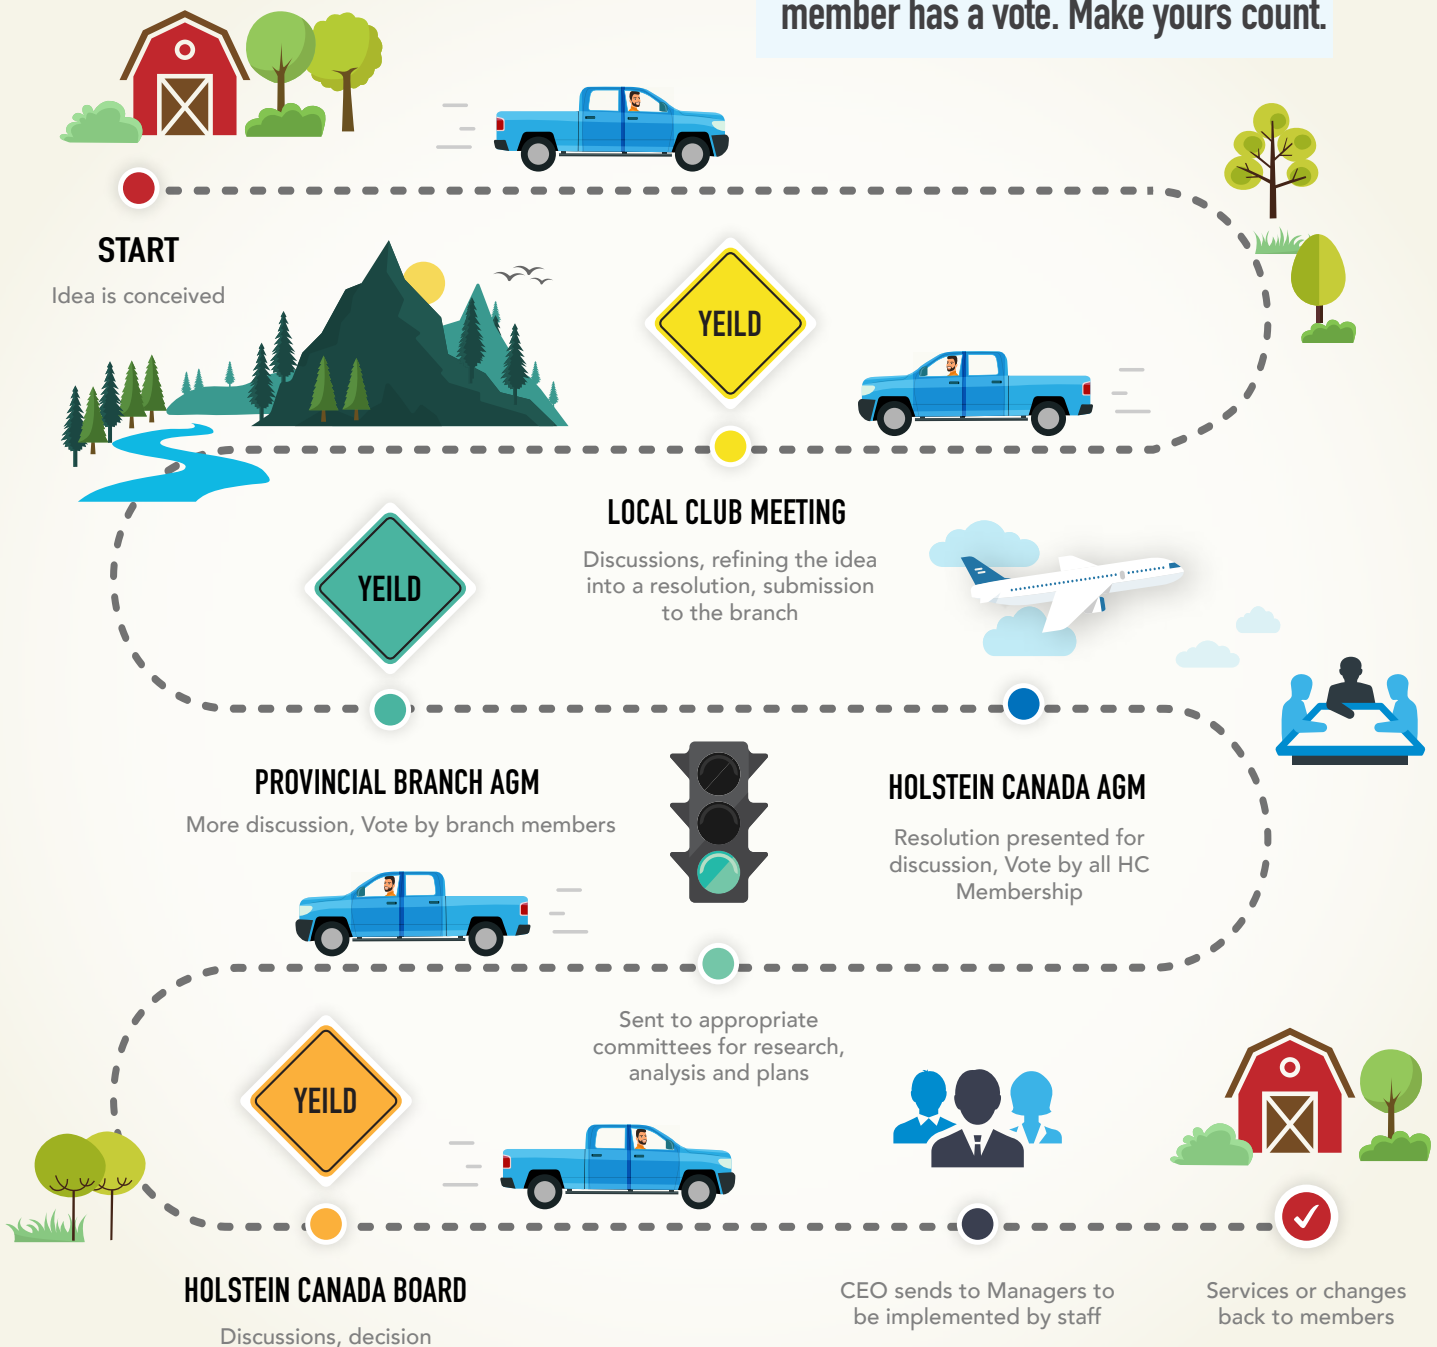 member has a vote. Make yours count.
START
Idea is conceived
YEILD
LOCAL CLUB MEETING
Discussions, refining the idea
into a resolution, submission
to the branch
YEILD
PROVINCIAL BRANCH AGM
More discussion, Vote by branch members
HOLSTEIN CANADA AGM
Resolution presented for
discussion, Vote by all HC
Membership
Sent to appropriate
committees for research,
analysis and plans
YEILD
HOLSTEIN CANADA BOARD
Discussions, decision
CEO sends to Managers to
be implemented by staff
Services or changes
back to members